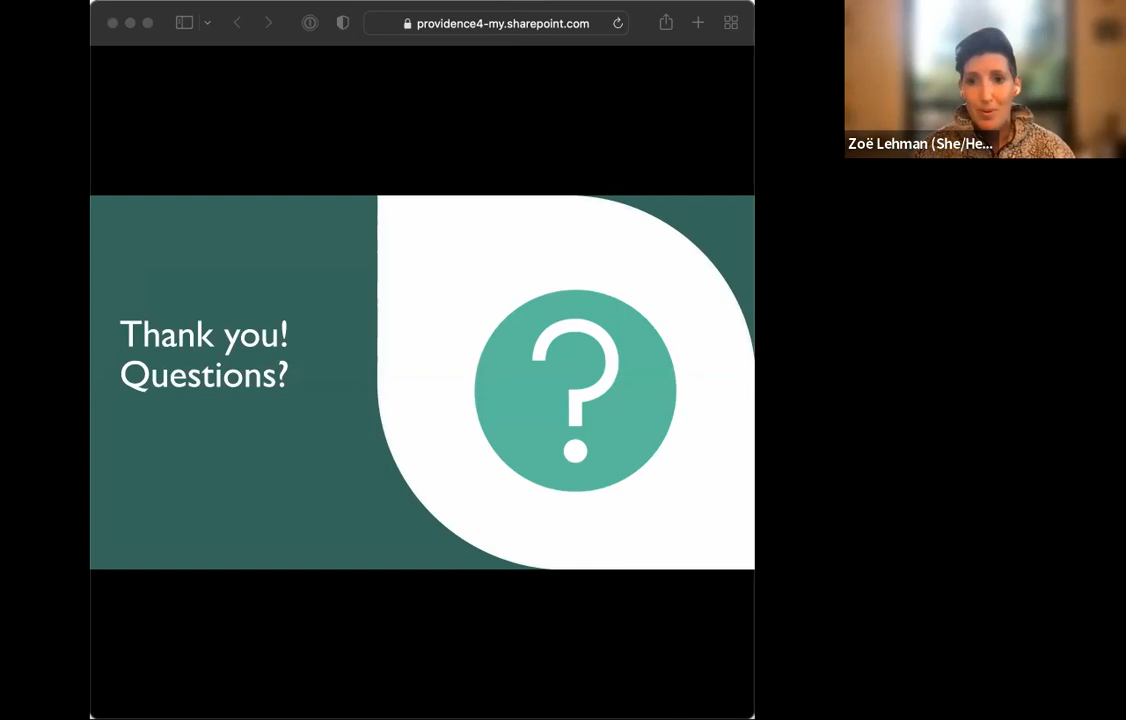 providence4-my.sharepoint.com
Zoë Lehman (She/He...
Thank you!
Questions?
?